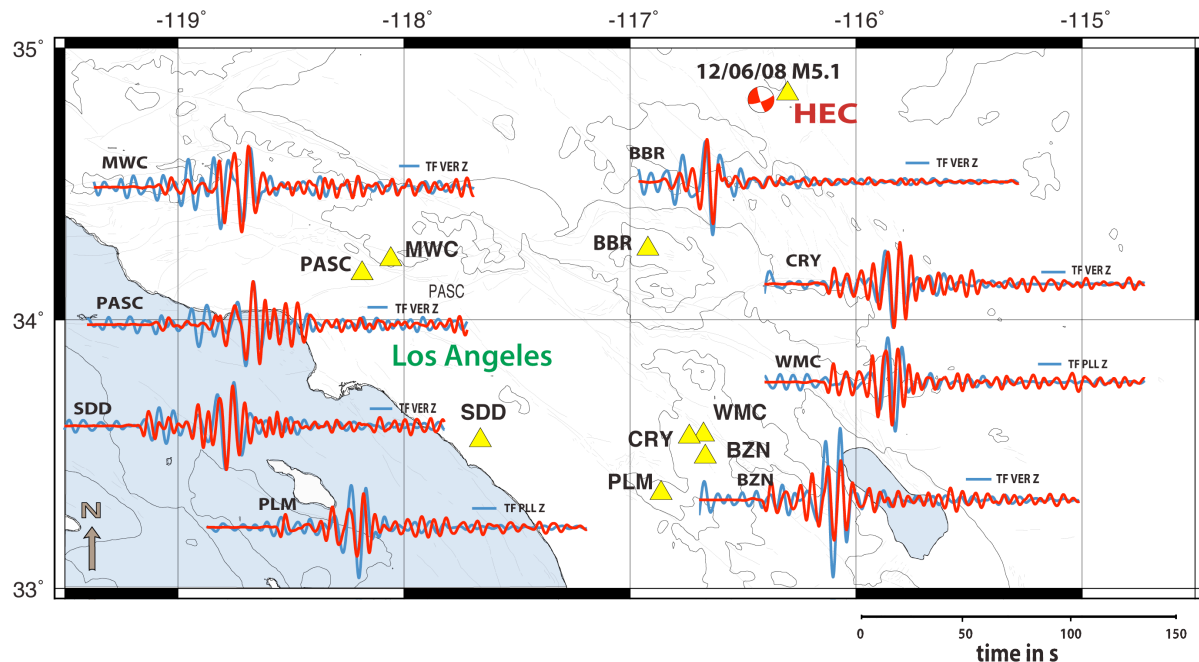 -119˚ -118˚ -117˚ -116˚ -115˚
35˚
12/06/08 M5.1
HEC
MWC
TF VER Z
BBR
TF VER Z
BBR
MWC
PASC
CRY
TF VER Z
PASC
PASC
TF VER Z
34˚
Los Angeles
WMC
TF PLL Z
SDD
TF VER Z
SDD
WMC
CRY
BZN
PLM
BZN
TF VER Z
PLM
TF PLL Z
N
33˚
0 50 100 150
time in s